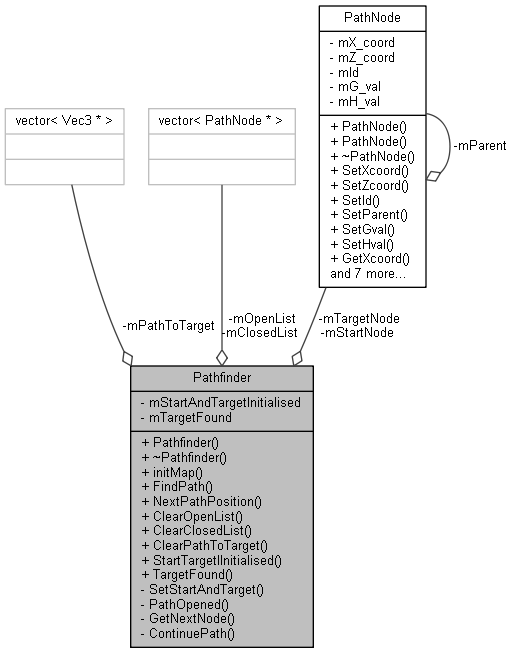 PathNode
- mX_coord
- mZ_coord
- mId
- mG_val
- mH_val
+ PathNode()
+ PathNode()
+ ~PathNode()
+ SetXcoord()
+ SetZcoord()
+ SetId()
+ SetParent()
+ SetGval()
+ SetHval()
+ GetXcoord()
and 7 more...
-mParent
vector< Vec3 * >
vector< PathNode * >
-mPathToTarget
-mOpenList
-mClosedList
-mTargetNode
-mStartNode
Pathfinder
- mStartAndTargetInitialised
- mTargetFound
+ Pathfinder()
+ ~Pathfinder()
+ initMap()
+ FindPath()
+ NextPathPosition()
+ ClearOpenList()
+ ClearClosedList()
+ ClearPathToTarget()
+ StartTargetIInitialised()
+ TargetFound()
- SetStartAndTarget()
- PathOpened()
- GetNextNode()
- ContinuePath()